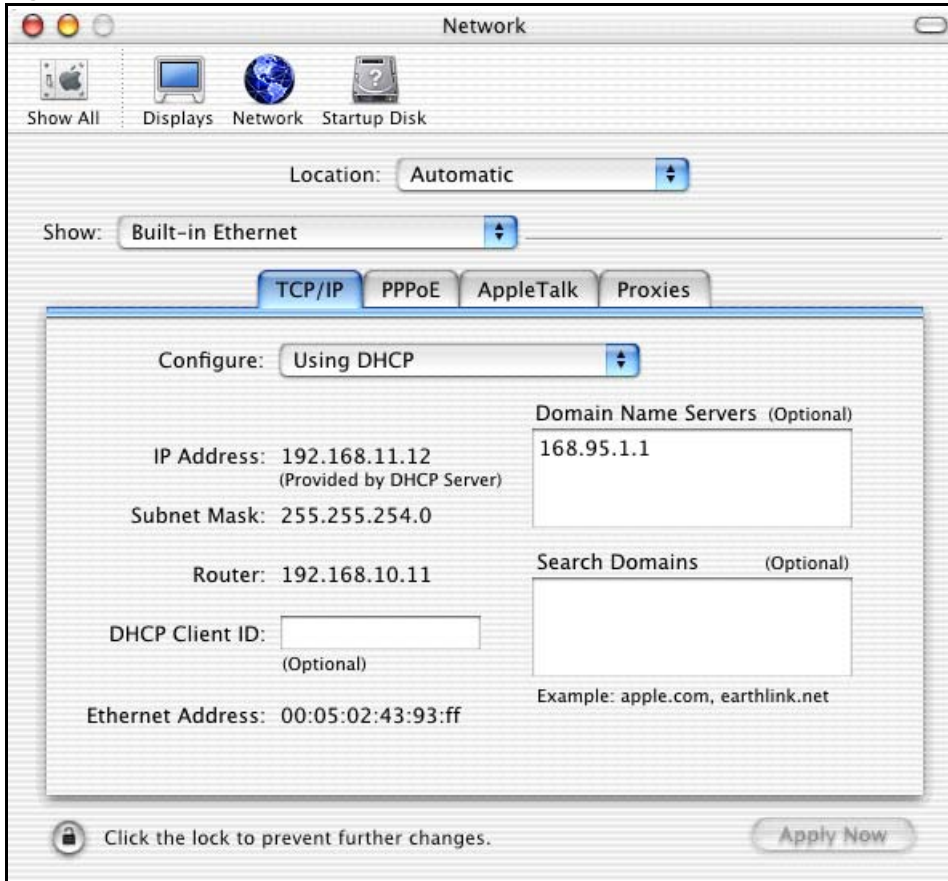 Network
Show All Displays Network Startup Disk
Location: Automatic
Show: Built-in Ethernet
TCP/IP PPPoE AppleTalk Proxies
Configure: Using DHCP
Domain Name Servers (Optional)
168.95.1.1
IP Address: 192.168.11.12
(Provided by DHCP Server)
Subnet Mask: 255.255.254.0
Router: 192.168.10.11
Search Domains (Optional)
DHCP Client ID:
(Optional)
Example: apple.com, earthlink.net
Ethernet Address: 00:05:02:43:93:ff
Click the lock to prevent further changes.
Apply Now